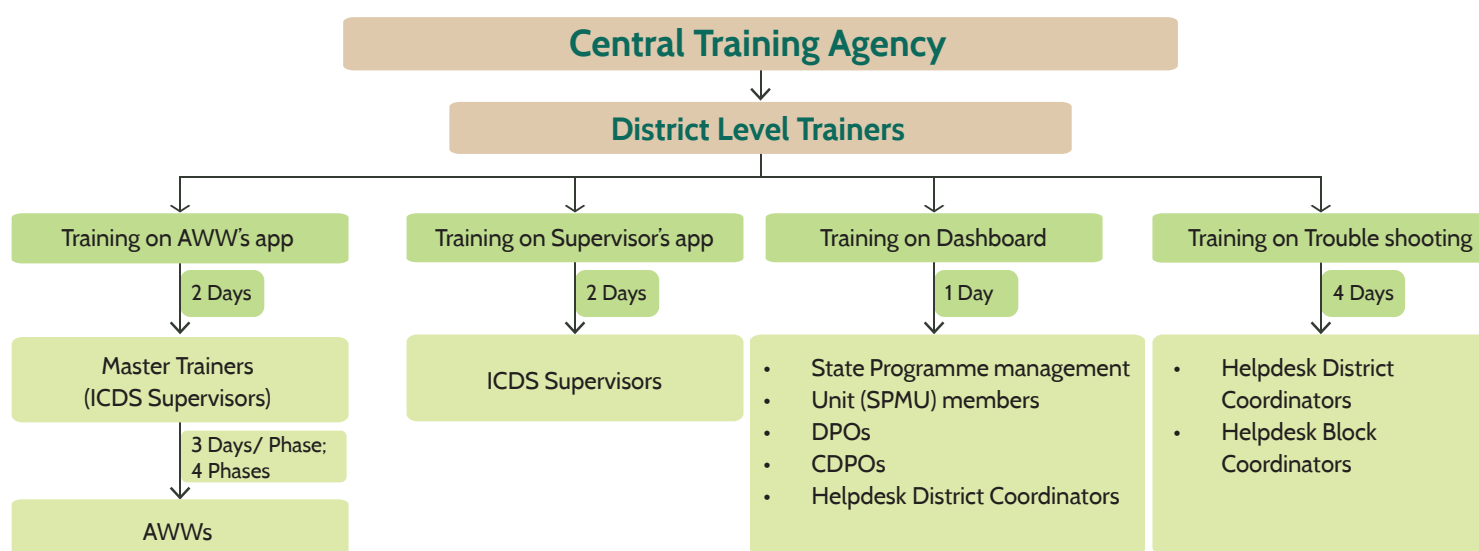 Central Training Agency
District Level Trainers
Training on AWW's app
2 Days
Master Trainers
(ICDS Supervisors)
3 Days/ Phase;
4 Phases
AWWs
Training on Supervisor's app
2 Days
ICDS Supervisors
Training on Dashboard
1 Day
• State Programme management
• Unit (SPMU) members
• DPOs
• CDPOs
• Helpdesk District Coordinators
Training on Trouble shooting
4 Days
• Helpdesk District
Coordinators
• Helpdesk Block
Coordinators